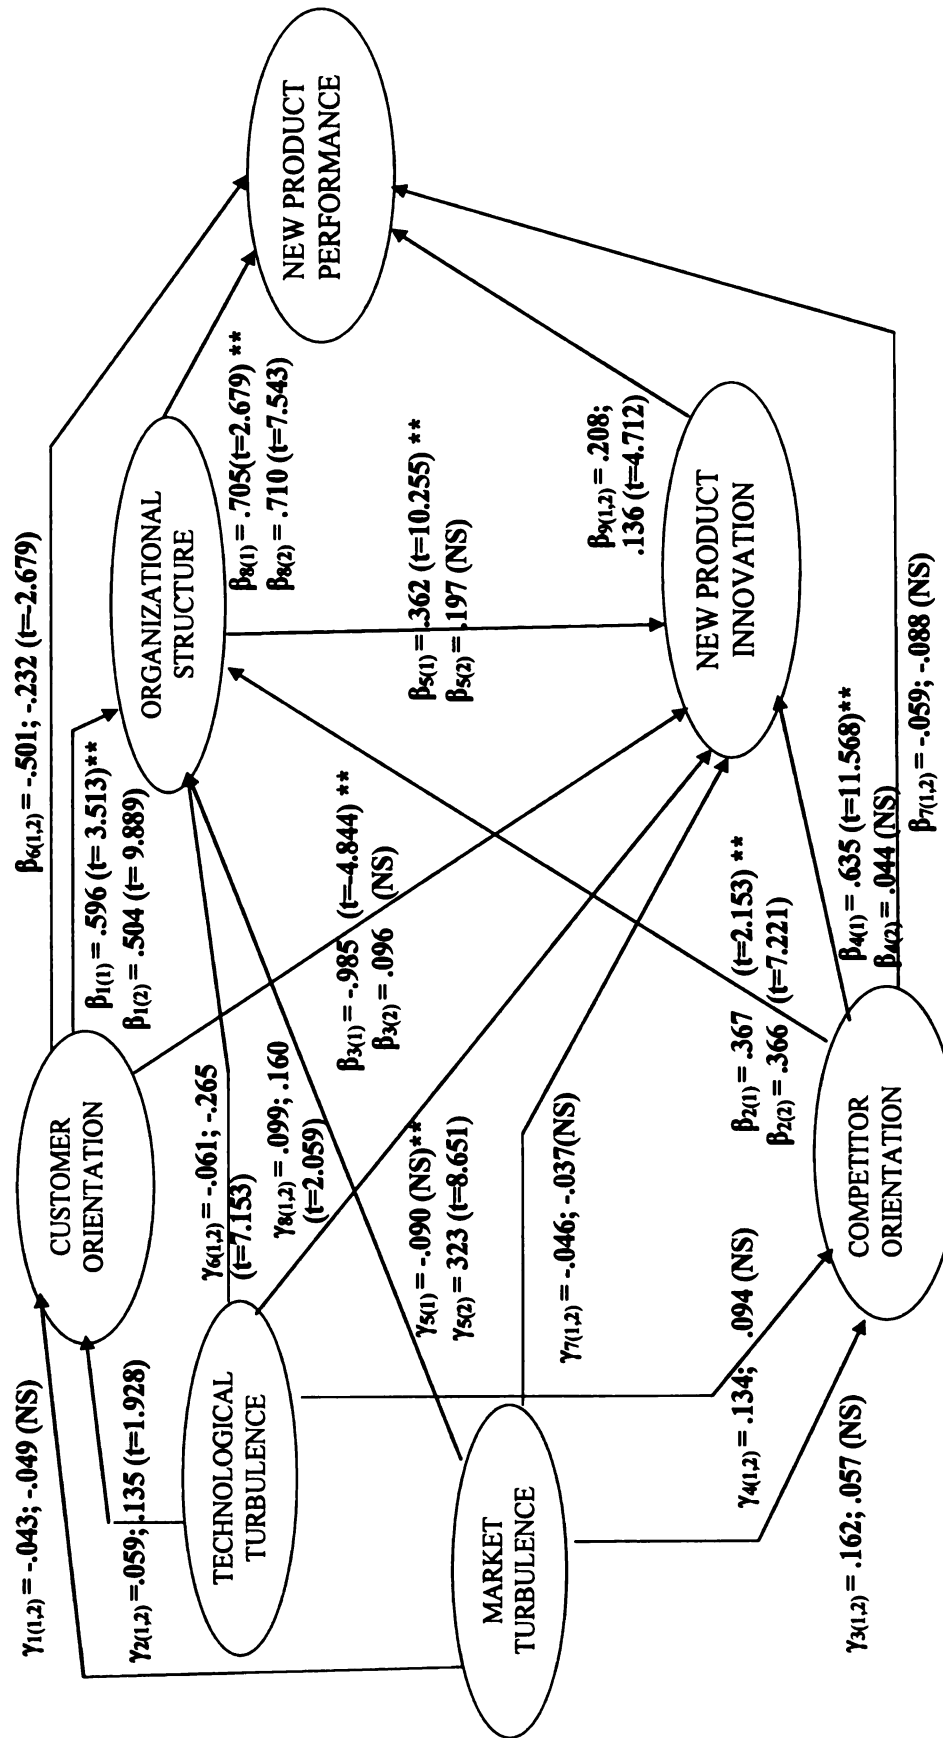 γ1(1,2) = -.043; -.049 (NS)
γ2(1,2) =.059; .135 (t=1.928)
β6(1,2) = -.501; -.232 (t=-2.679)
CUSTOMER
ORIENTATION
β1(1) = .596 (t= 3.513)**
β1(2) = .504 (t= 9.889)
ORGANIZATIONAL
STRUCTURE
TECHNOLOGICAL
TURBULENCE
γ6(1,2) = -.061; -.265
(t=7.153)
γ8(1,2) = .099; .160
(t=2.059)
β8(1) = .705(t=2.679) **
β8(2) = .710 (t=7.543)
NEW PRODUCT
PERFORMANCE
β3(1) = -.985 (t=-4.844) **
β3(2) = .096 (NS)
β5(1) = .362 (t=10.255) **
β5(2) = .197 (NS)
γ5(1) = -.090 (NS)**
γ5(2) = 323 (t=8.651)
MARKET
TURBULENCE
γ7(1,2) = -.046; -.037(NS)
β9(1,2) = .208;
.136 (t=4.712)
NEW PRODUCT
INNOVATION
γ4(1,2) = .134; .094 (NS)
β2(1) = .367 (t=2.153) **
β2(2) = .366 (t=7.221)
γ3(1,2) = .162; .057 (NS)
COMPETITOR
ORIENTATION
β4(1) = .635 (t=11.568)**
β4(2) = .044 (NS)
β7(1,2) = -.059; -.088 (NS)